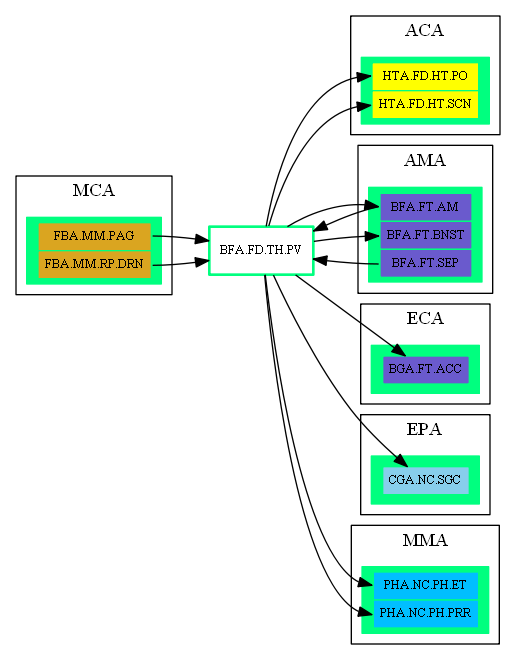 MCA
FBA.MM.PAG
FBA.MM.RP.DRN
BFA.FD.TH.PV
ACA
HTA.FD.HT.PO
HTA.FD.HT.SCN
AMA
BFA.FT.AM
BFA.FT.BNST
BFA.FT.SEP
ECA
BGA.FT.ACC
EPA
CGA.NC.SGC
MMA
PHA.NC.PH.ET
PHA.NC.PH.PRR